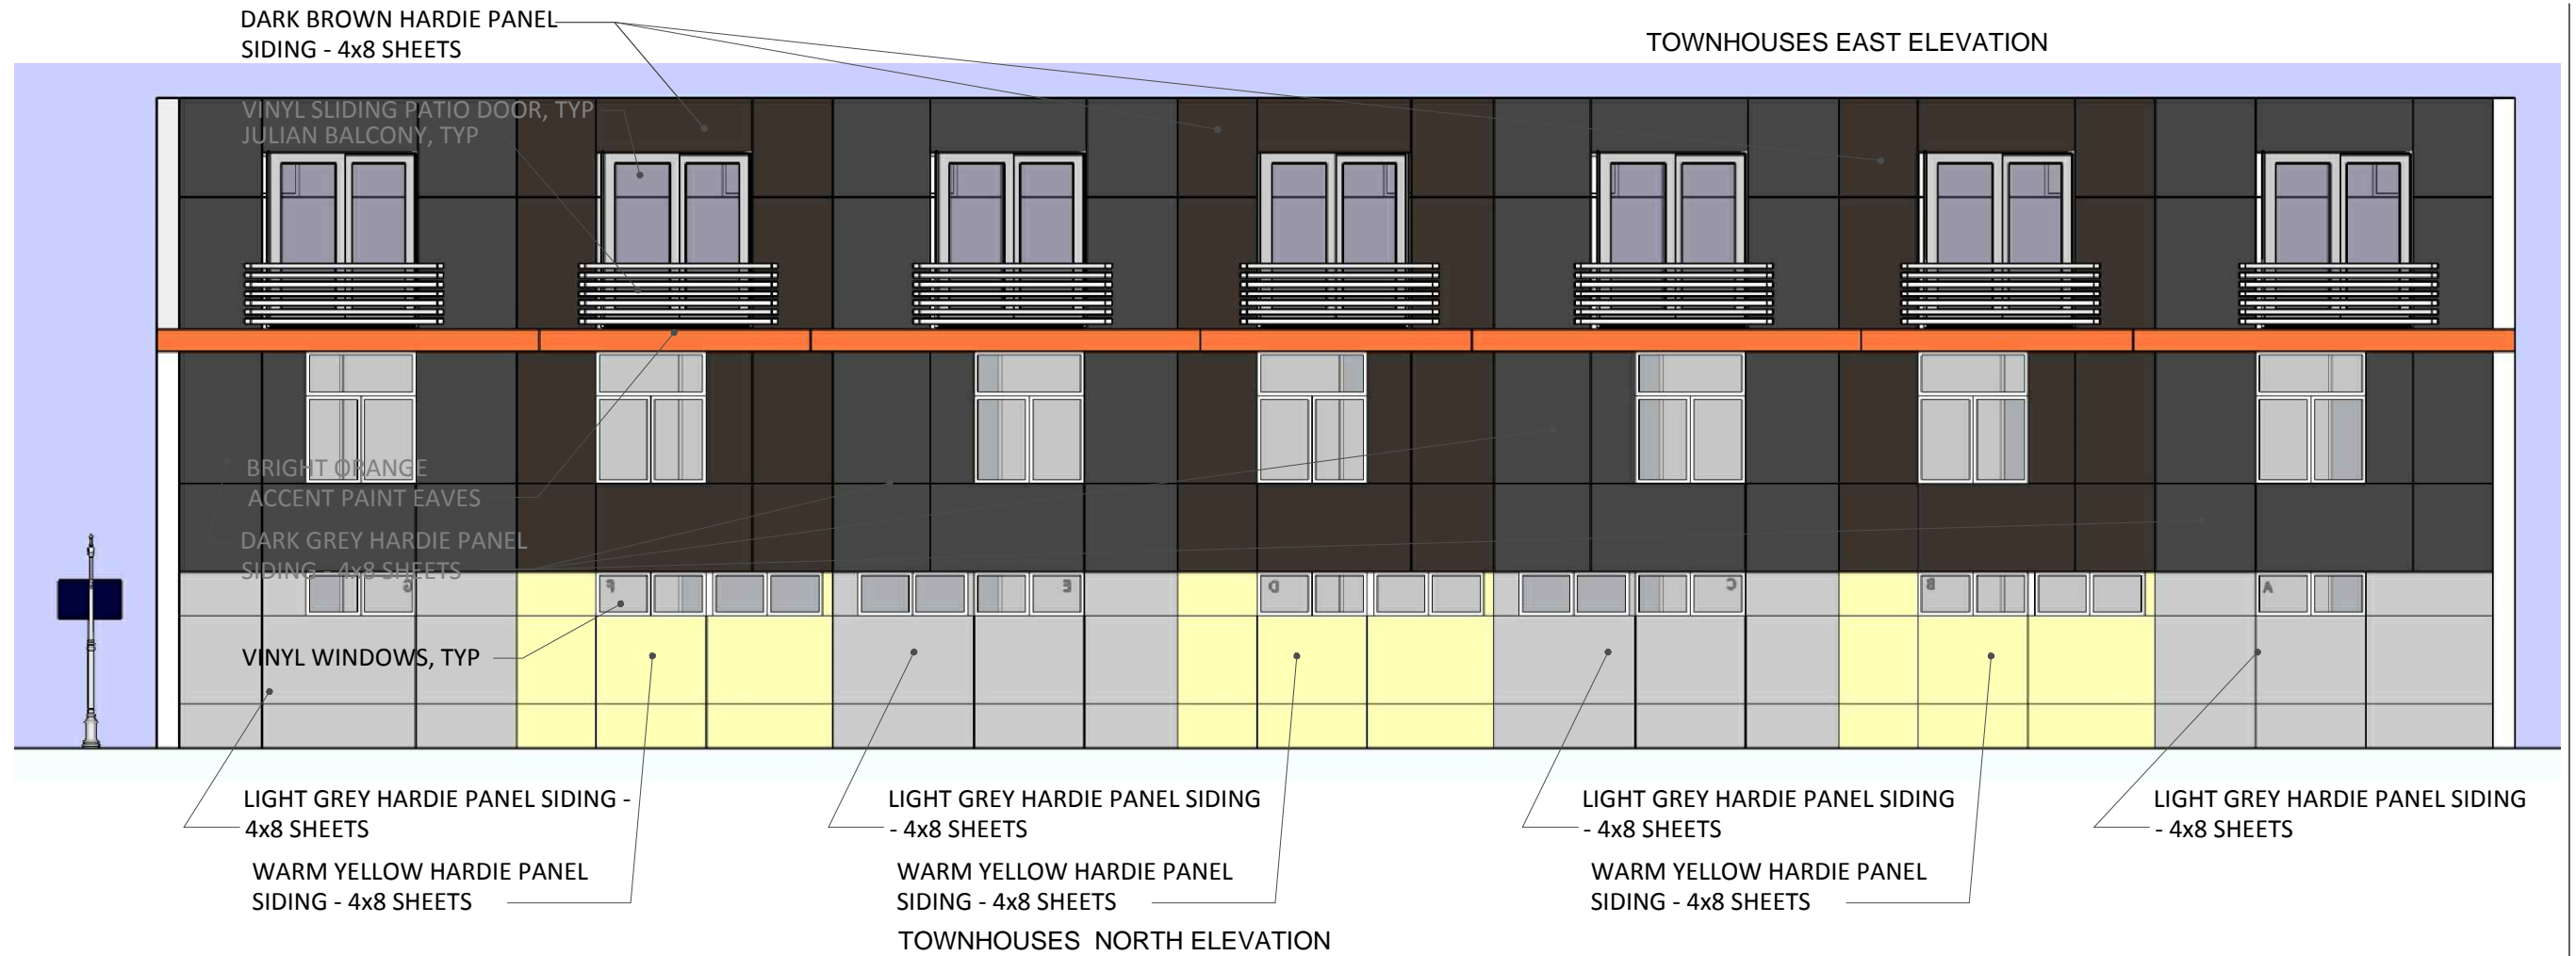 DARK BROWN HARDIE PANEL
SIDING - 4x8 SHEETS
TOWNHOUSES EAST ELEVATION
VINYL SLIDING PATIO DOOR, TYP
JULIAN BALCONY, TYP
BRIGHT ORANGE
ACCENT PAINT EAVES
DARK GREY HARDIE PANEL
SIDING - 4x8 SHEETS
G
F
E
D
C
B
A
VINYL WINDOWS, TYP
LIGHT GREY HARDIE PANEL SIDING -
4x8 SHEETS
WARM YELLOW HARDIE PANEL
SIDING - 4x8 SHEETS
LIGHT GREY HARDIE PANEL SIDING
- 4x8 SHEETS
WARM YELLOW HARDIE PANEL
SIDING - 4x8 SHEETS
LIGHT GREY HARDIE PANEL SIDING
- 4x8 SHEETS
WARM YELLOW HARDIE PANEL
SIDING - 4x8 SHEETS
LIGHT GREY HARDIE PANEL SIDING
- 4x8 SHEETS
TOWNHOUSES  NORTH ELEVATION